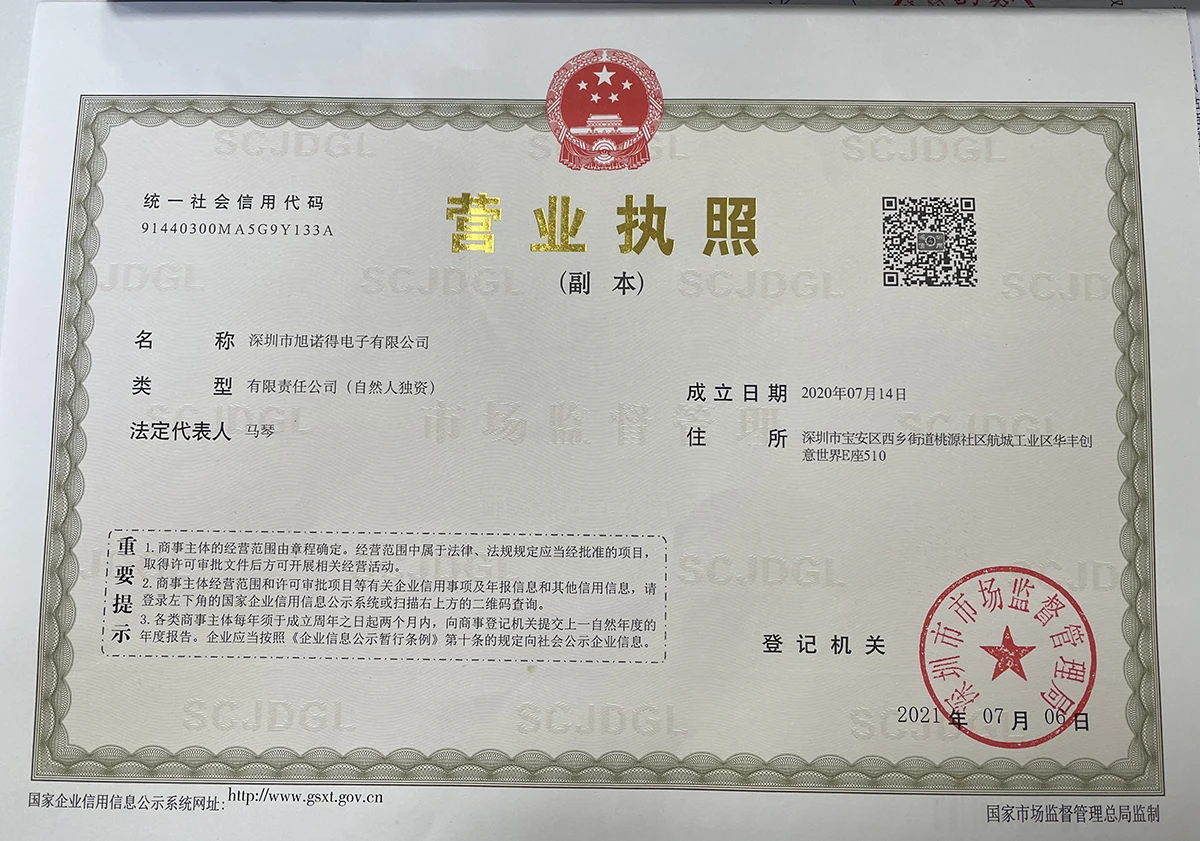 统一社会信用代码
91440300MA5G9Y133A
营业执照
(副 本)
名 称 深圳市旭诺得电子有限公司
类 型 有限责任公司（自然人独资）
法定代表人 马琴
成立日期 2020年07月14日
住 所 深圳市宝安区西乡街道桃源社区航城工业区华丰创
意世界E座510
重要提示
1. 商事主体的经营范围由章程确定。经营范围中属于法律、法规规定应当经批准的项目，
取得许可审批文件后方可开展相关经营活动。
2. 商事主体经营范围和许可审批项目等有关企业信用事项及年报信息和其他信用信息，请
登录左下角的国家企业信用信息公示系统或扫描右上方的二维码查询。
3. 各类商事主体每年须于成立周年之日起两个月内，向商事登记机关提交上一自然年度的
年度报告。企业应当按照《企业信息公示暂行条例》第十条的规定向社会公示企业信息。
登记机关
深圳市市场监督管理局
2021年 07月 06日
国家企业信用信息公示系统网址: http://www.gsxt.gov.cn
国家市场监督管理总局监制
SCJDGL
市场监督管理